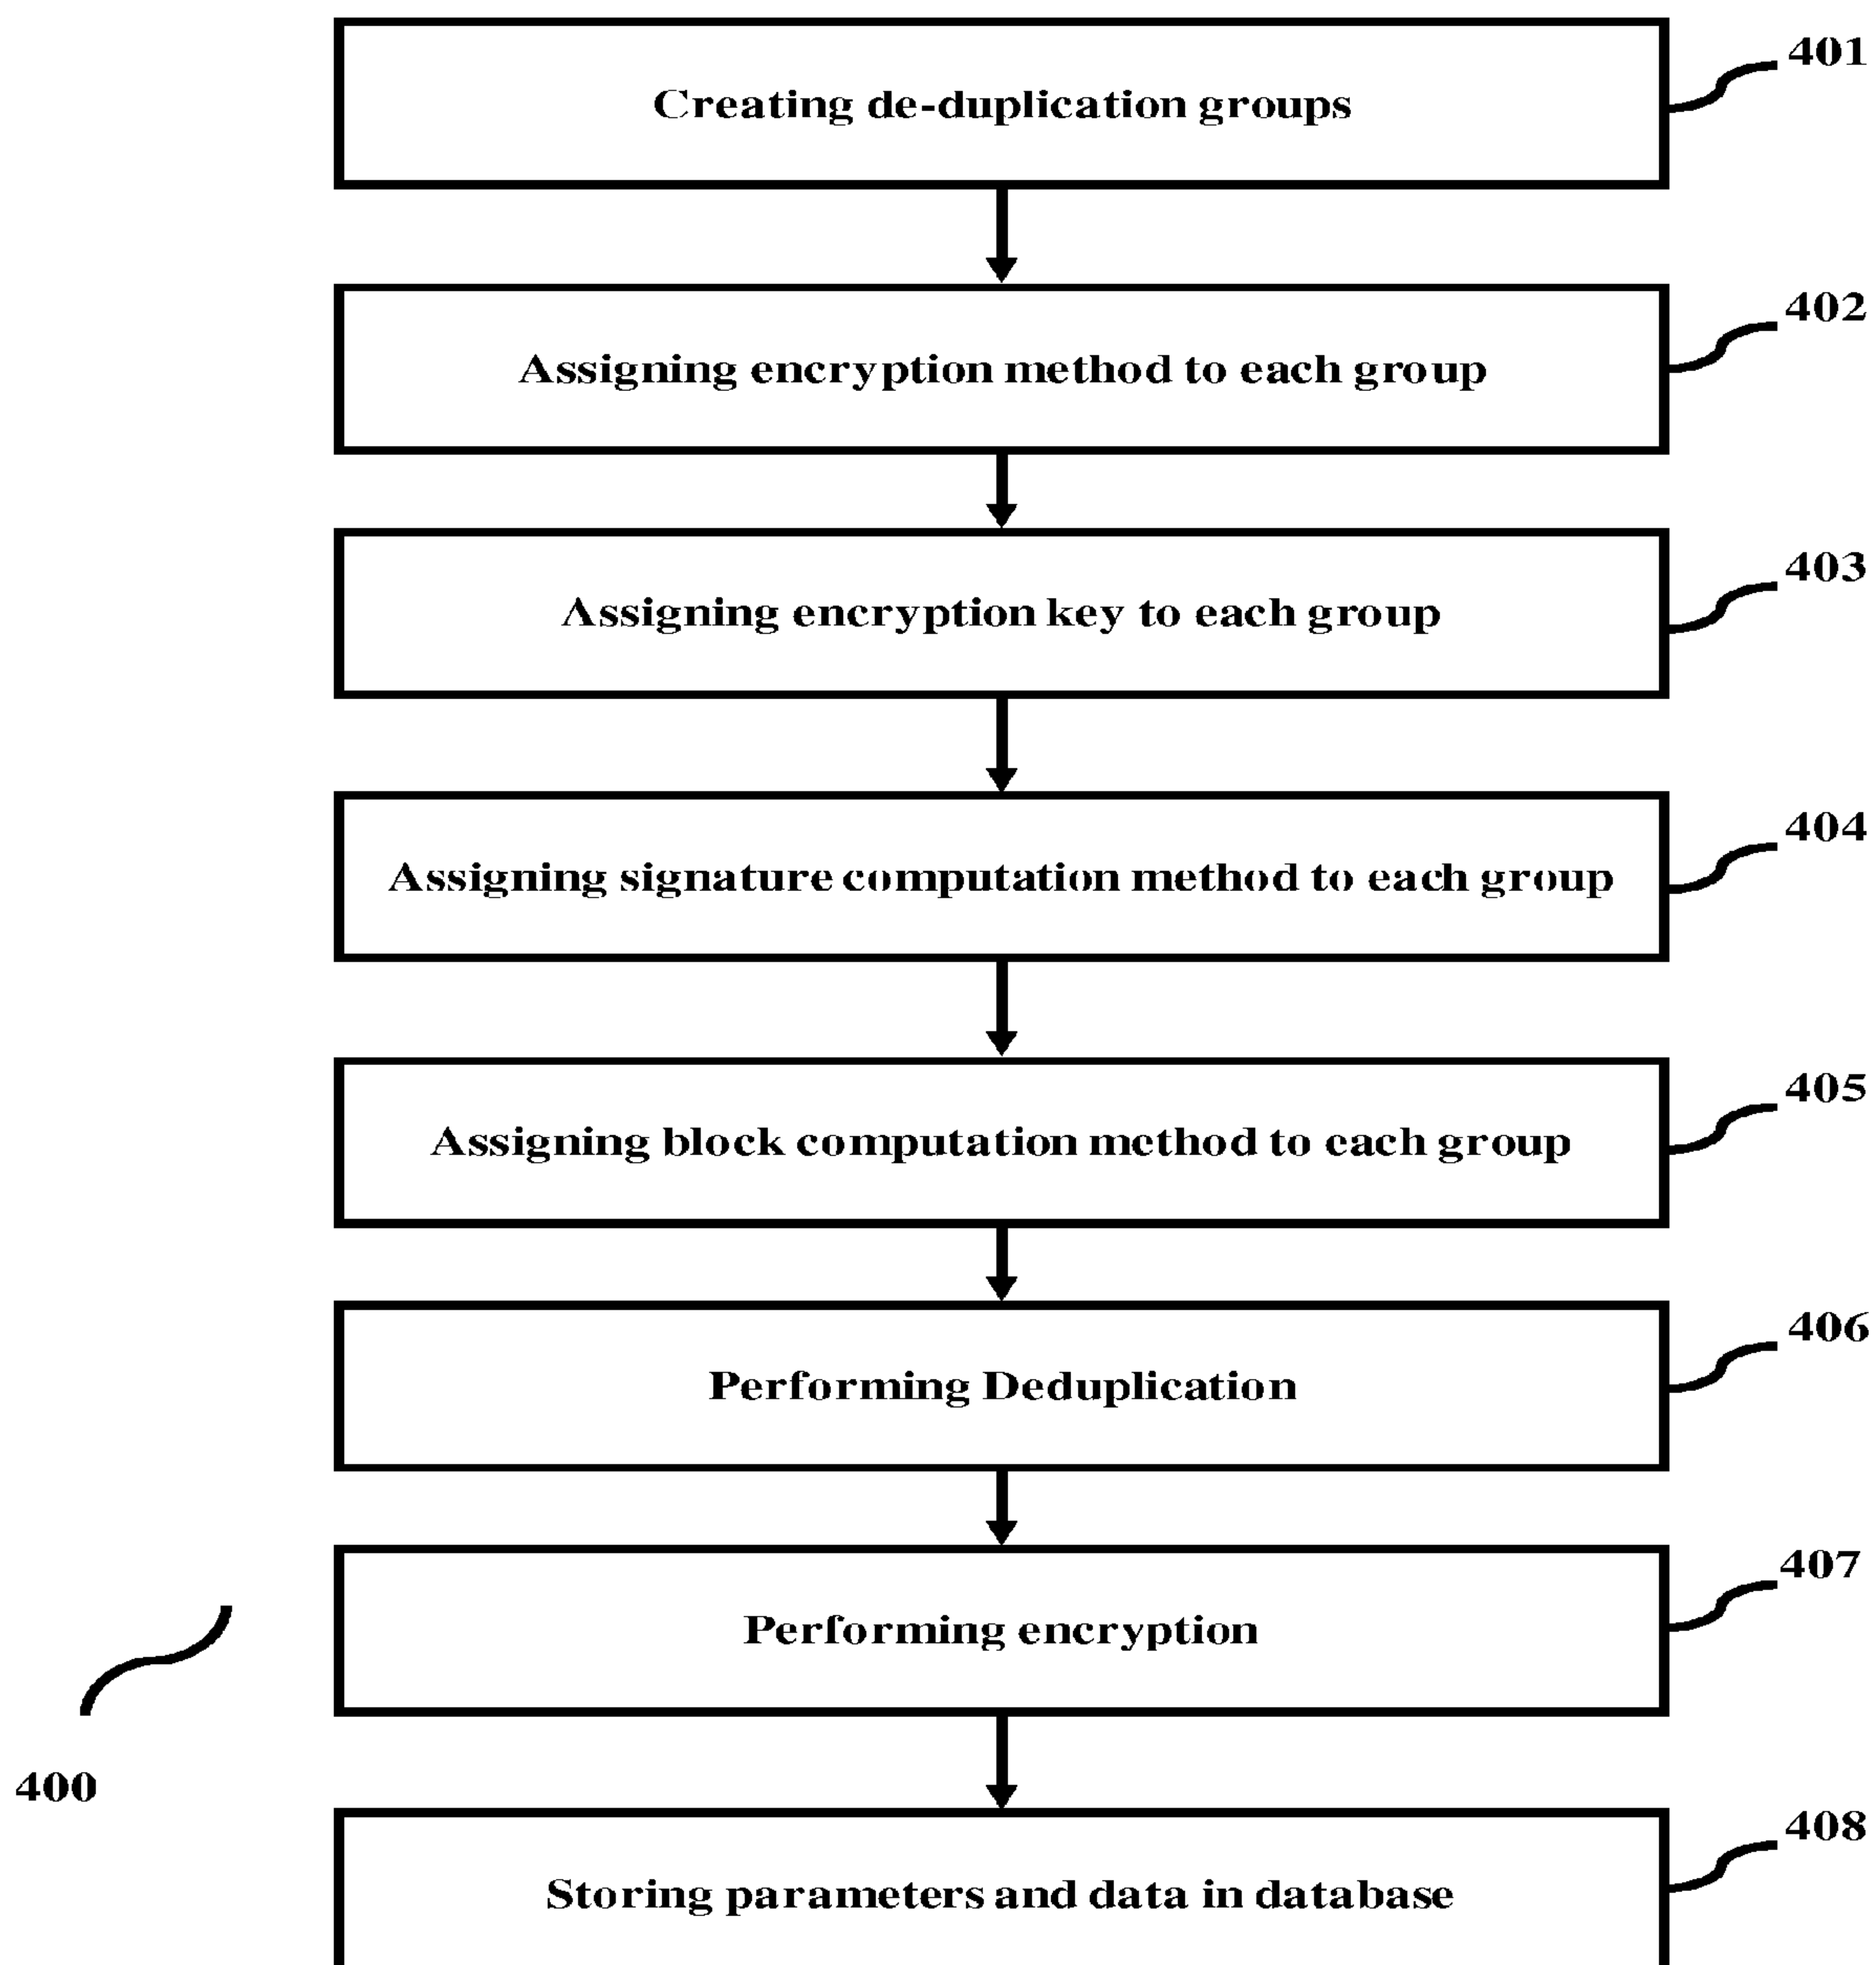 Creating de-duplication groups
401
Assigning encryption method to each group
402
Assigning encryption key to each group
403
Assigning signature computation method to each group
404
Assigning block computation method to each group
405
Performing Deduplication
406
Performing encryption
407
400
Storing parameters and data in database
408